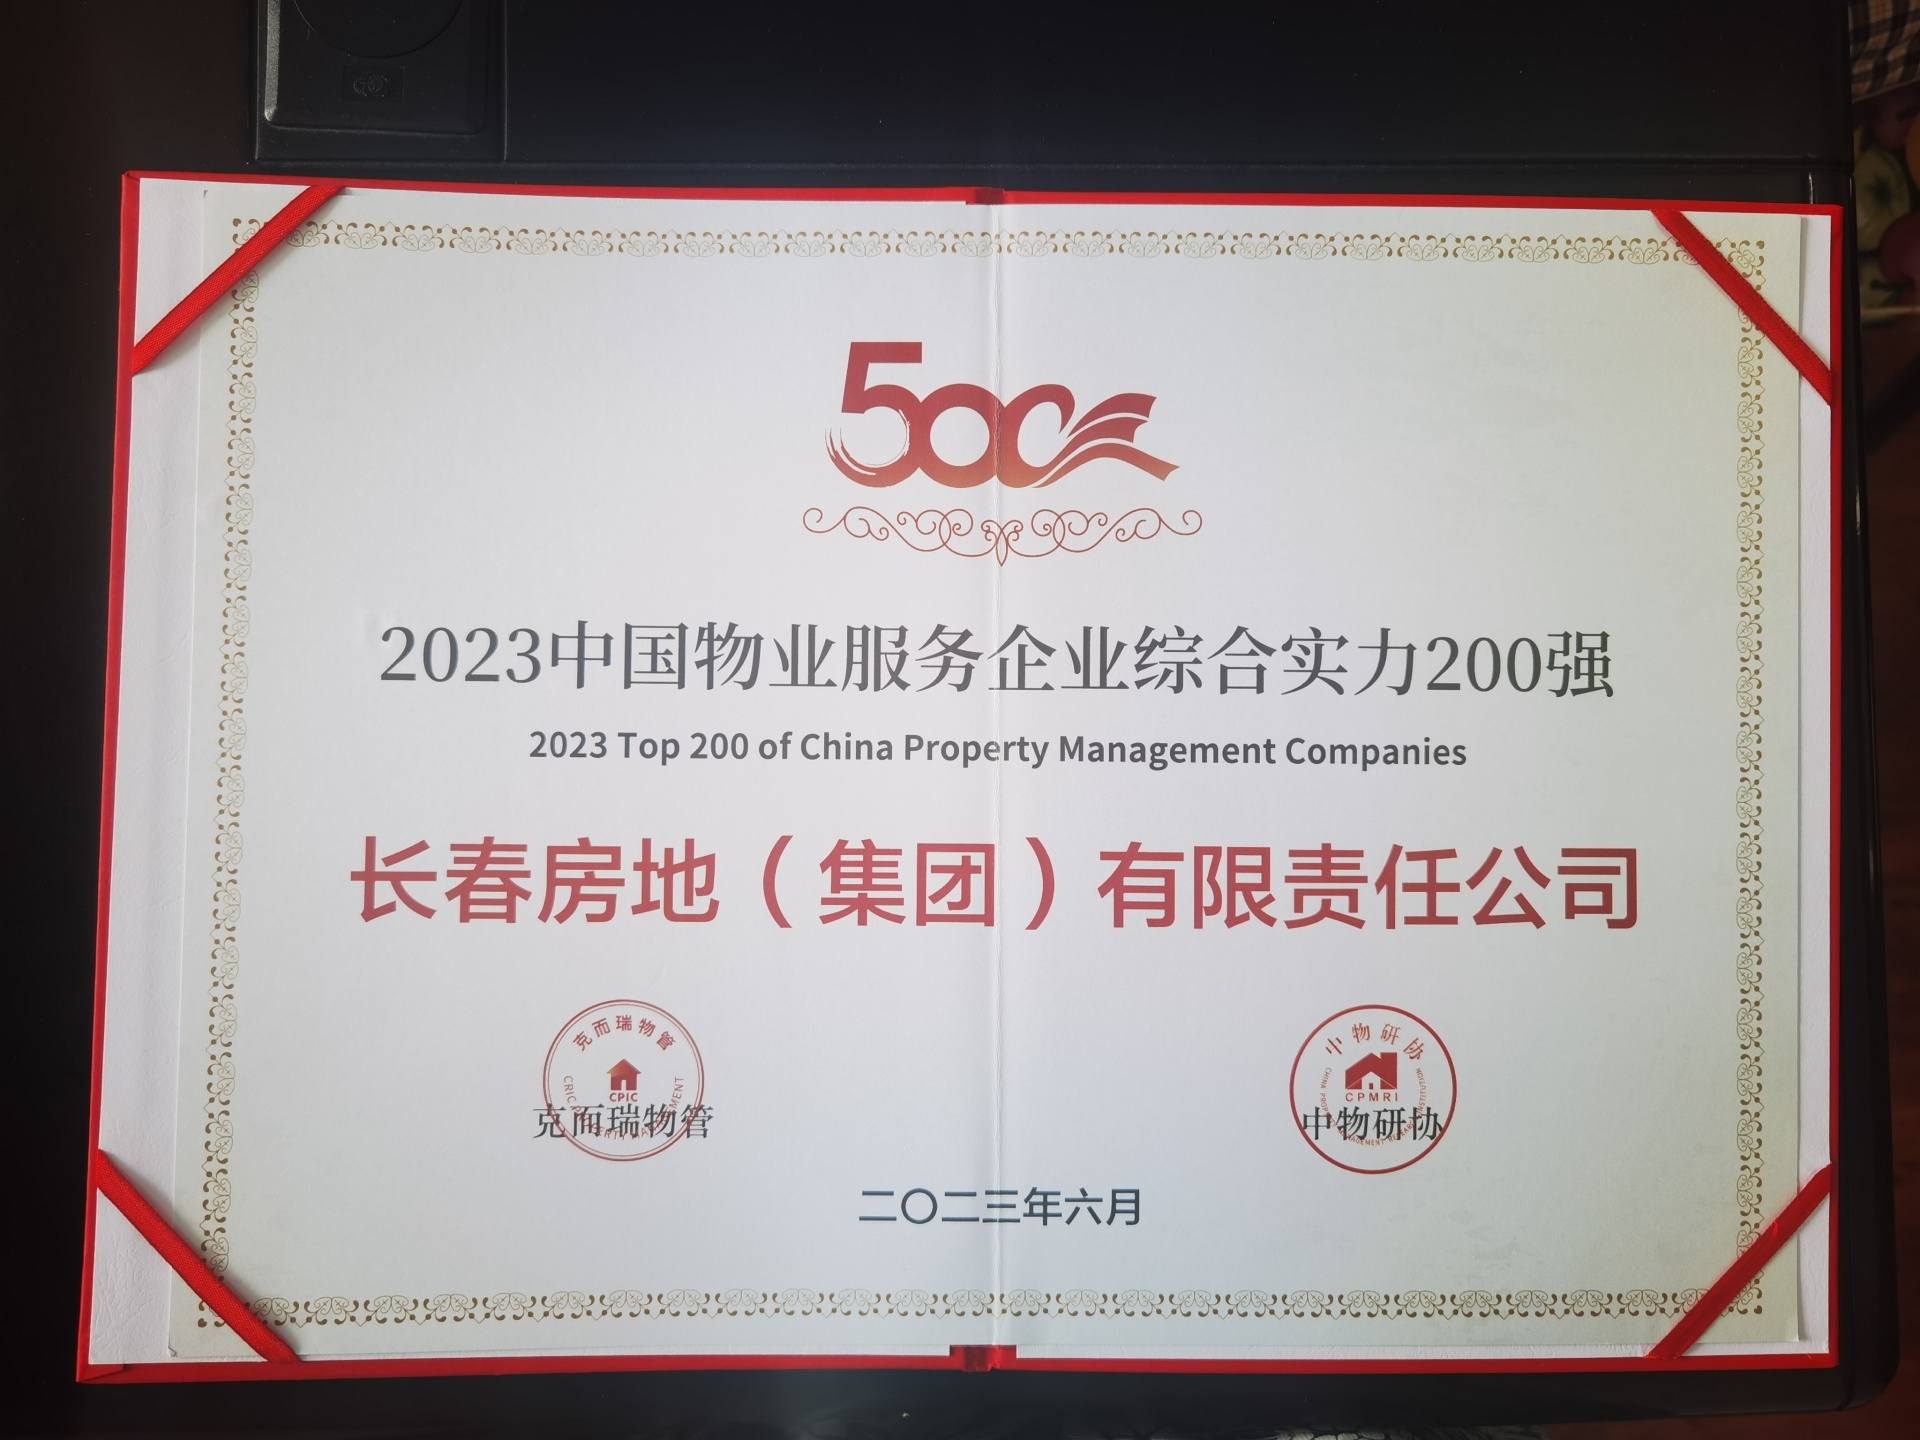 500
2023中国物业服务企业综合实力200强
2023 Top 200 of China Property Management Companies
长春房地（集团）有限责任公司
克而瑞物管
CPIC
克而瑞物管
中物研协
CPMRI
中物研协
二〇二三年六月